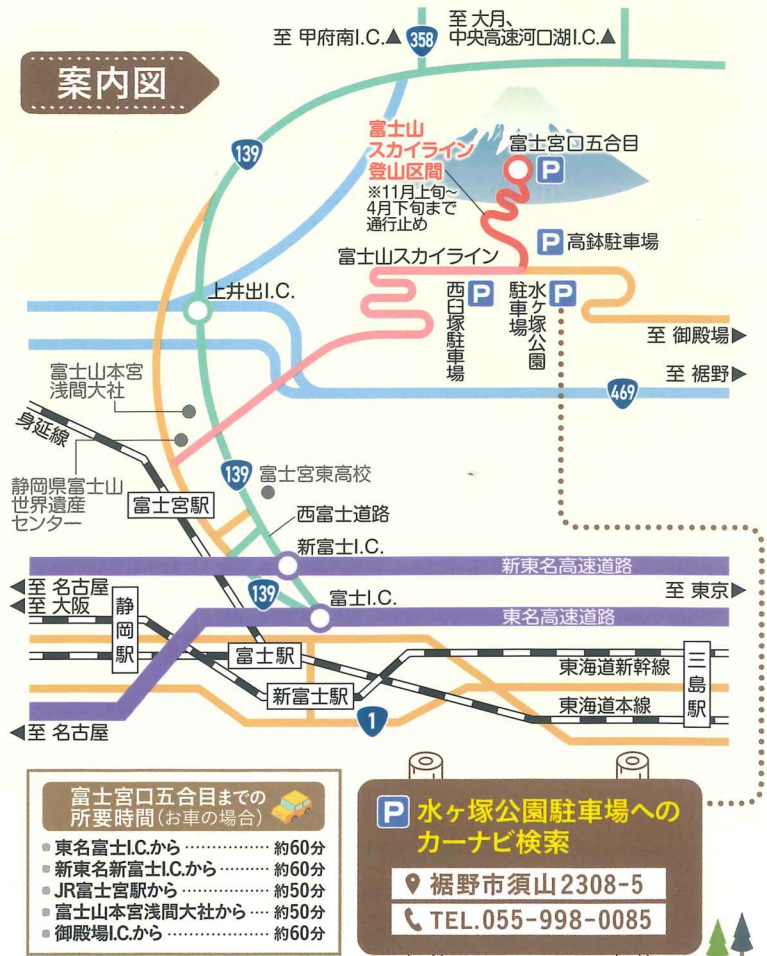 案内図
至 甲府南I.C.▲
358
至 大月、
中央高速河口湖I.C.▲
139
富士山
スカイライン
登山区間
※11月上旬~
4月下旬まで
通行止め
富士宮口五合目
P
P 高鉢駐車場
富士山スカイライン
西臼塚駐車場
P
水ヶ塚公園
駐車場
P
上井出I.C.
至 御殿場▶
至 裾野▶
469
富士山本宮
浅間大社
身延線
静岡県富士山
世界遺産
センター
富士宮駅
139
富士宮東高校
西富士道路
新富士I.C.
新東名高速道路
◀至 名古屋
◀至 大阪
139
富士I.C.
至 東京▶
東名高速道路
静岡駅
富士駅
新富士駅
東海道新幹線
東海道本線
三島駅
1
◀至 名古屋
富士宮口五合目までの
所要時間(お車の場合)
東名富士I.C.から ············ 約60分
新東名新富士I.C.から ······· 約60分
JR富士宮駅から ············ 約50分
富士山本宮浅間大社から ··· 約50分
御殿場I.C.から ············ 約60分
P 水ヶ塚公園駐車場への
カーナビ検索
裾野市須山2308-5
TEL.055-998-0085